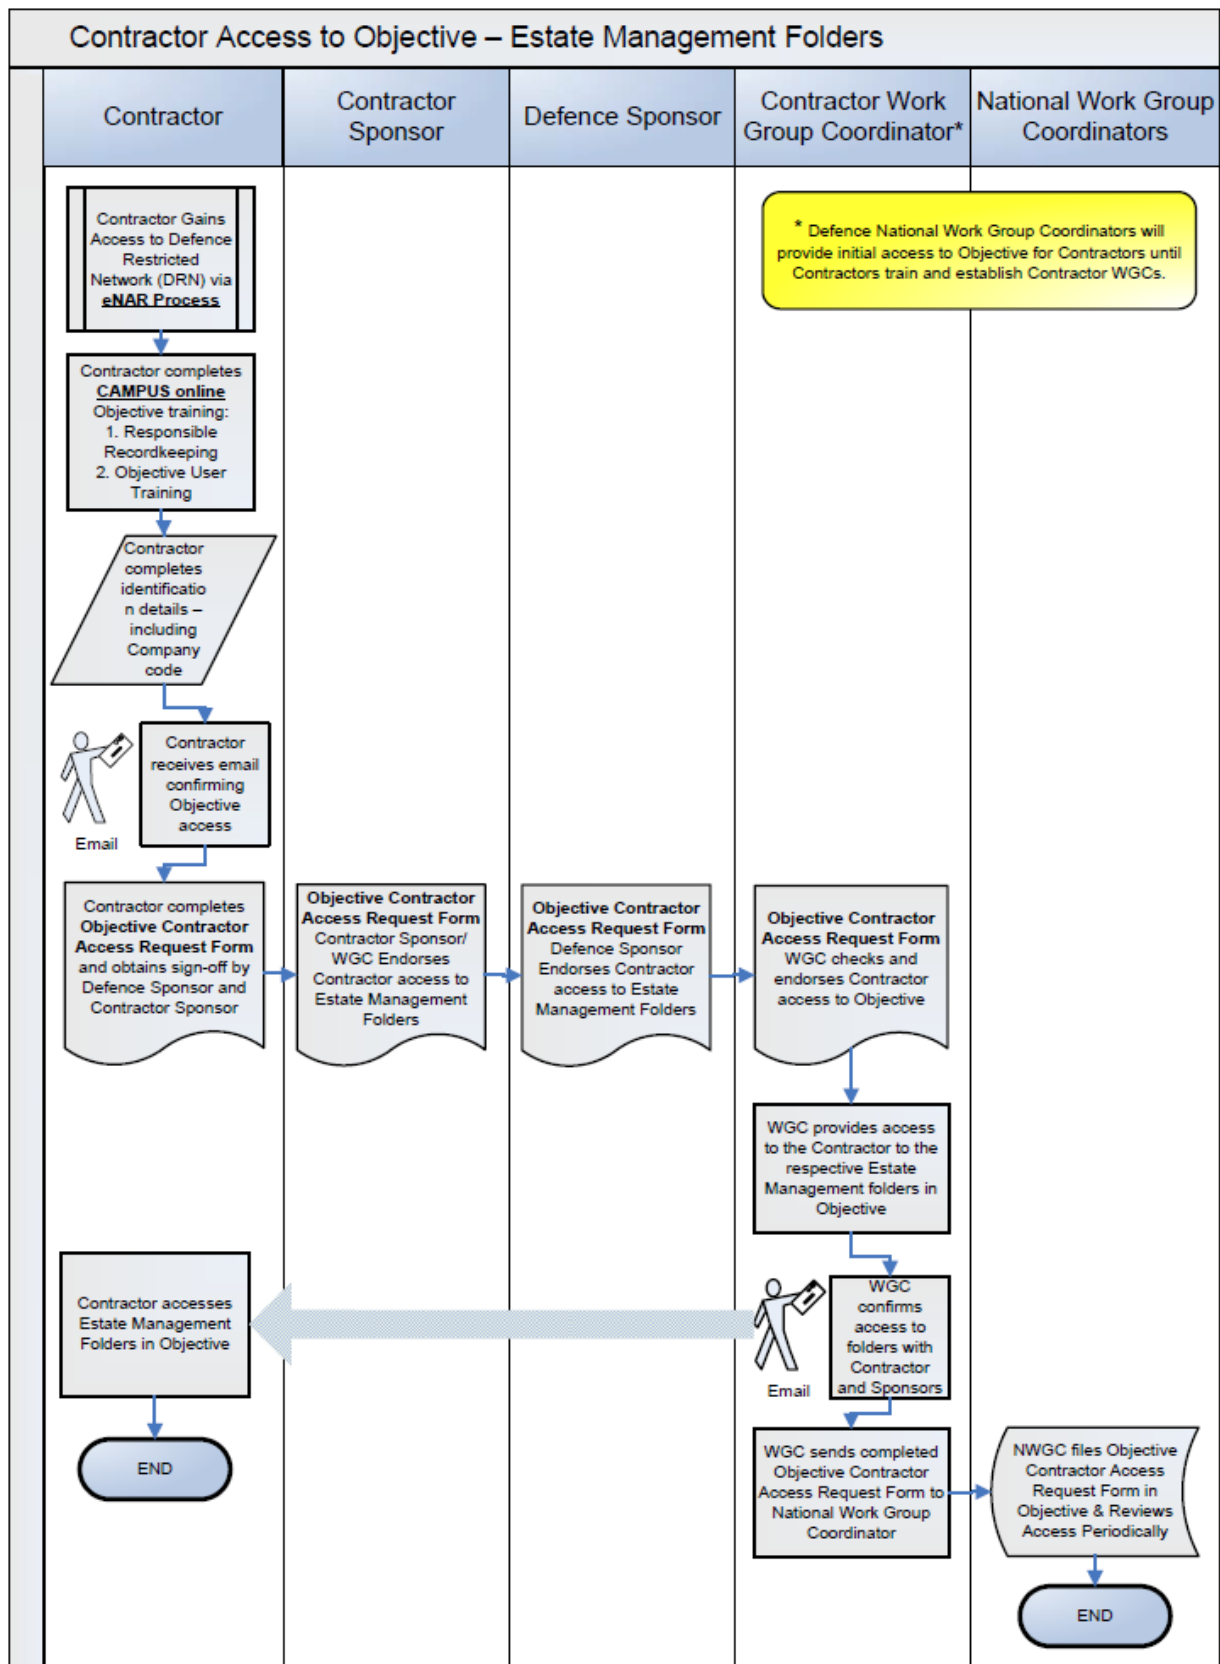 Contractor Access to Objective – Estate Management Folders
Contractor
Contractor
Sponsor
Defence Sponsor
Contractor Work
Group Coordinator*
National Work Group
Coordinators
Contractor Gains
Access to Defence
Restricted
Network (DRN) via
eNAR Process
* Defence National Work Group Coordinators will
provide initial access to Objective for Contractors until
Contractors train and establish Contractor WGCs.
Contractor completes
CAMPUS online
Objective training:
1. Responsible
Recordkeeping
2. Objective User
Training
Contractor
completes
identificatio
n details –
including
Company
code
Contractor
receives email
confirming
Objective
access
Email
Contractor completes
Objective Contractor
Access Request Form
and obtains sign-off by
Defence Sponsor and
Contractor Sponsor
Objective Contractor
Access Request Form
Contractor Sponsor/
WGC Endorses
Contractor access to
Estate Management
Folders
Objective Contractor
Access Request Form
Defence Sponsor
Endorses Contractor
access to Estate
Management Folders
Objective Contractor
Access Request Form
WGC checks and
endorses Contractor
access to Objective
WGC provides access
to the Contractor to the
respective Estate
Management folders in
Objective
WGC
confirms
access to
folders with
Contractor
and Sponsors
Email
Contractor accesses
Estate Management
Folders in Objective
END
WGC sends completed
Objective Contractor
Access Request Form to
National Work Group
Coordinator
NWGC files Objective
Contractor Access
Request Form in
Objective & Reviews
Access Periodically
END